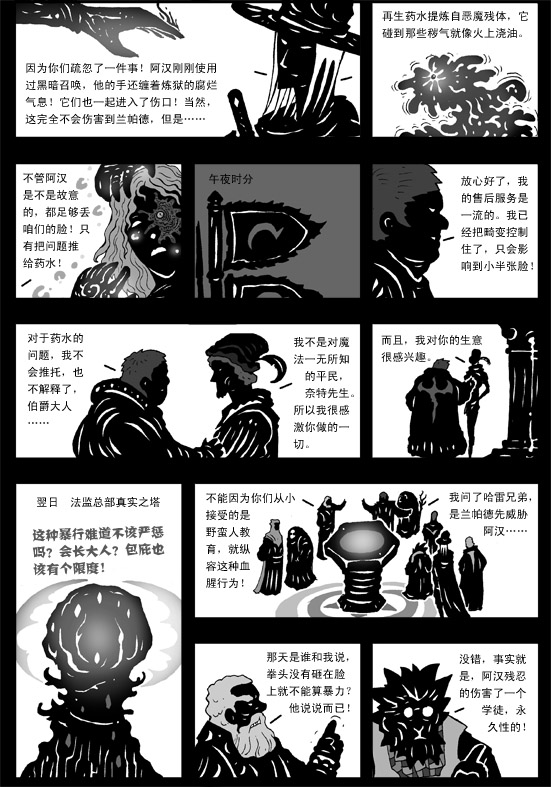 因为你们疏忽了一件事！阿汉刚刚使用
过黑暗召唤，他的手还缠着炼狱的腐烂
气息！它们也一起进入了伤口！当然，
这完全不会伤害到兰帕德，但是……
再生药水提炼自恶魔残体，它
碰到那些秽气就像火上浇油。
不管阿汉
是不是故意
的，都足够丢
咱们的脸！只
有把问题推
给药水！
午夜时分
放心好了，我
的售后服务是
一流的。我已
经把畸变控制
住了，只会影
响到小半张脸！
对于药水的
问题，我不
会推托，也
不解释了，
伯爵大人
……
我不是对魔
法一无所知
的平民，
奈特先生。
所以我很感
激你做的一
切。
而且，我对你的生意
很感兴趣。
翌日 法监总部真实之塔
这种暴行难道不该严惩
吗？会长大人？包庇也
该有个限度！
不能因为你们从小
接受的是
野蛮人教
育，就纵
容这种血
腥行为！
我问了哈雷兄弟，
是兰帕德先威胁
阿汉……
那天是谁和我说，
拳头没有砸在脸
上就不能算暴力？
他说说而已！
没错，事实就
是，阿汉残忍
的伤害了一个
学徒，永
久性的！